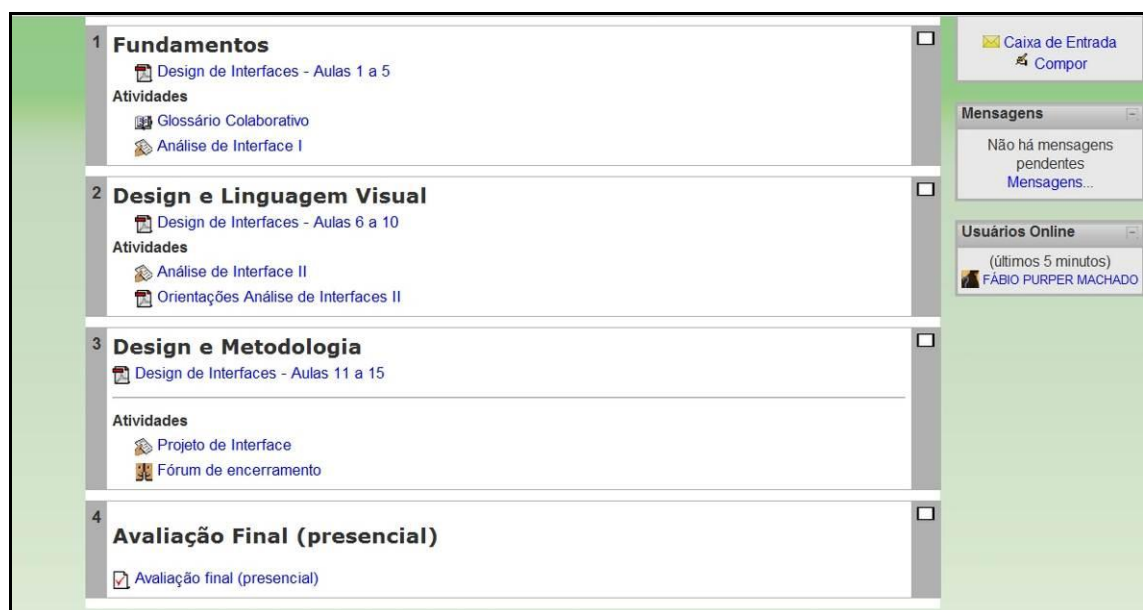 1 Fundamentos
Design de Interfaces - Aulas 1 a 5
Atividades
Glossário Colaborativo
Análise de Interface I
2 Design e Linguagem Visual
Design de Interfaces - Aulas 6 a 10
Atividades
Análise de Interface II
Orientações Análise de Interfaces II
3 Design e Metodologia
Design de Interfaces - Aulas 11 a 15
Atividades
Projeto de Interface
Fórum de encerramento
4
Avaliação Final (presencial)
Avaliação final (presencial)
Caixa de Entrada
Compor
Mensagens
Não há mensagens
pendentes
Mensagens...
Usuários Online
(últimos 5 minutos)
FÁBIO PURPER MACHADO